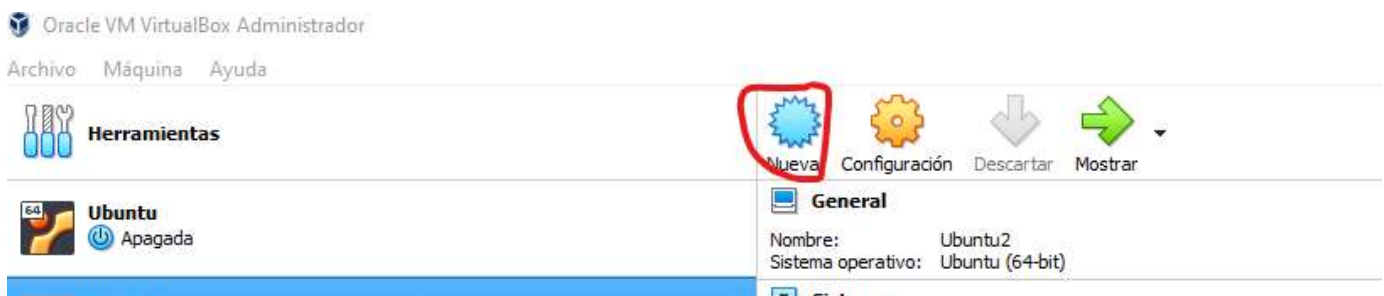 Oracle VM VirtualBox Administrador
Archivo Máquina Ayuda
Herramientas
Nueva Configuración Descartar Mostrar
64
Ubuntu
Apagada
General
Nombre: Ubuntu2
Sistema operativo: Ubuntu (64-bit)